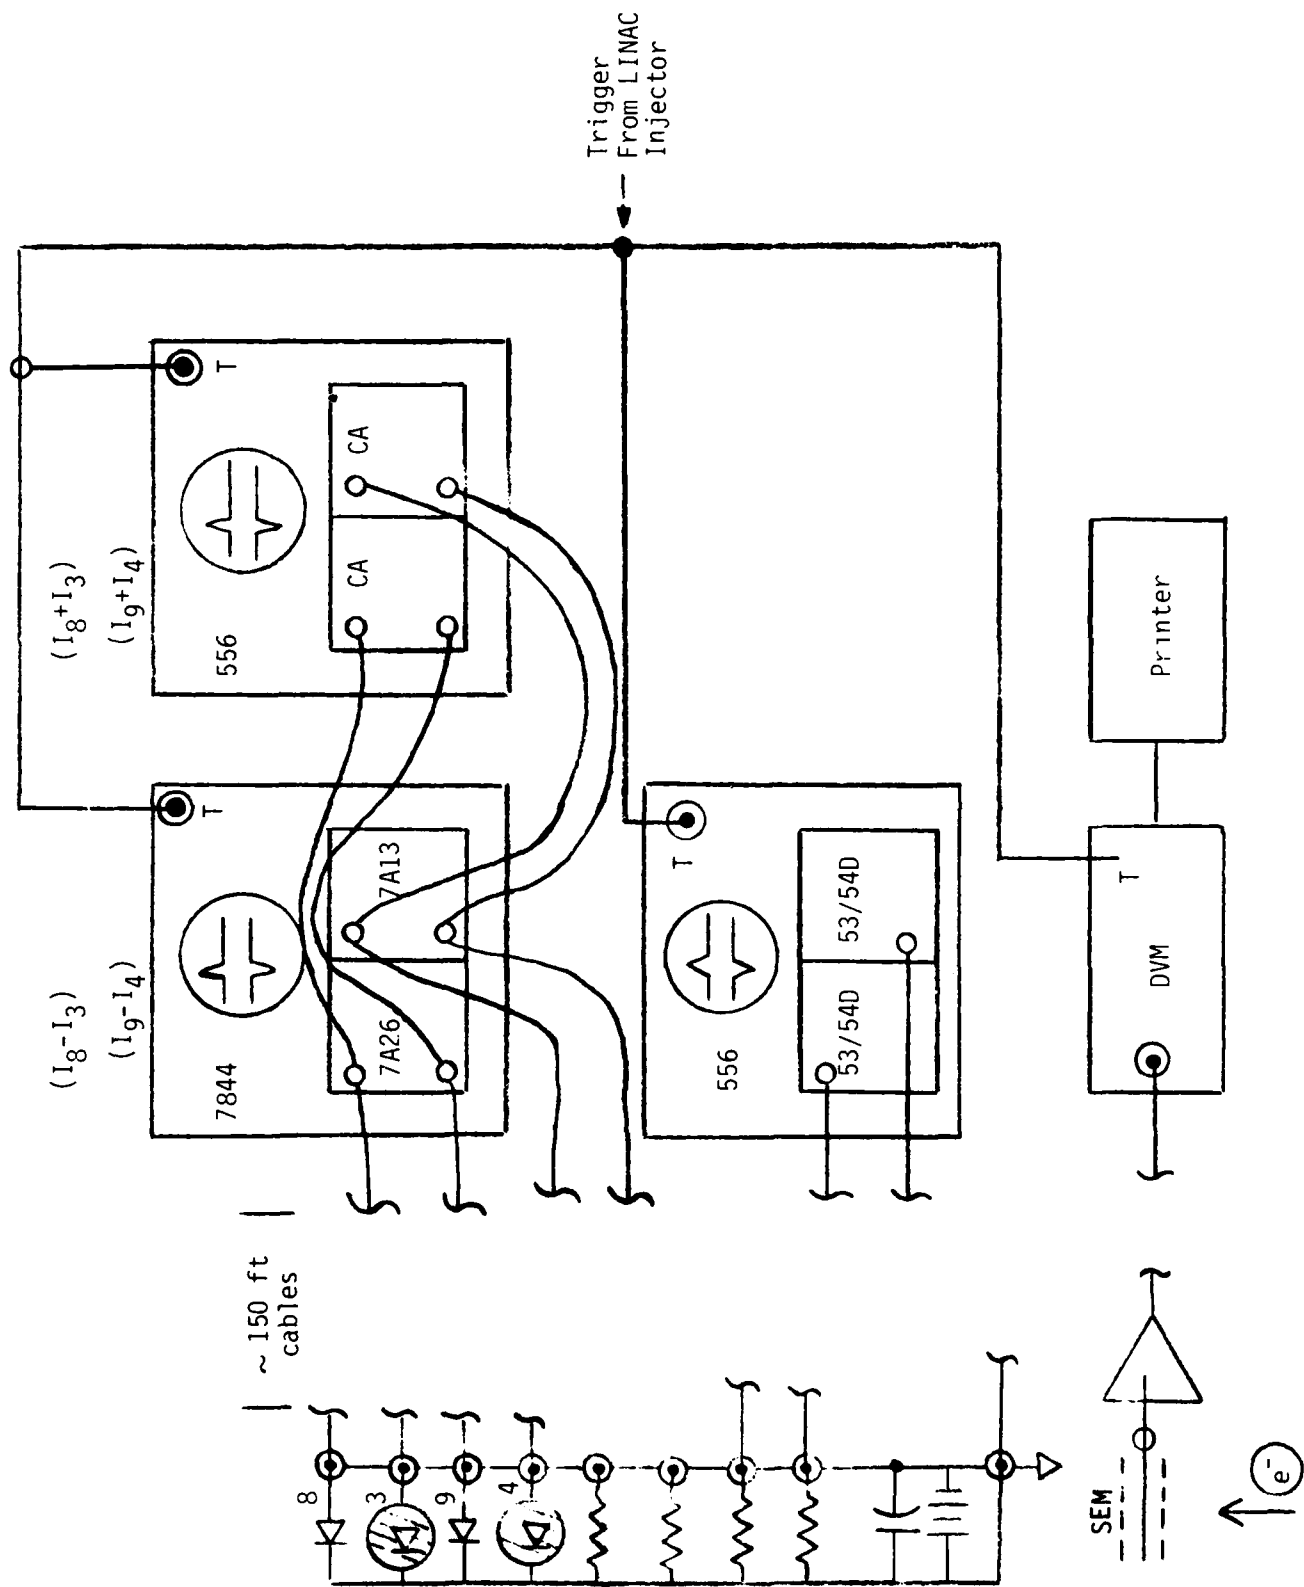 Trigger
From LINAC
Injector
(I8+I3)
(I9+I4)
556
T
CA
CA
(I8-I3)
(I9-I4)
7844
T
7A26
7A13
556
T
53/54D
53/54D
DVM
T
Printer
~150 ft
cables
8
3
9
4
SEM
e-